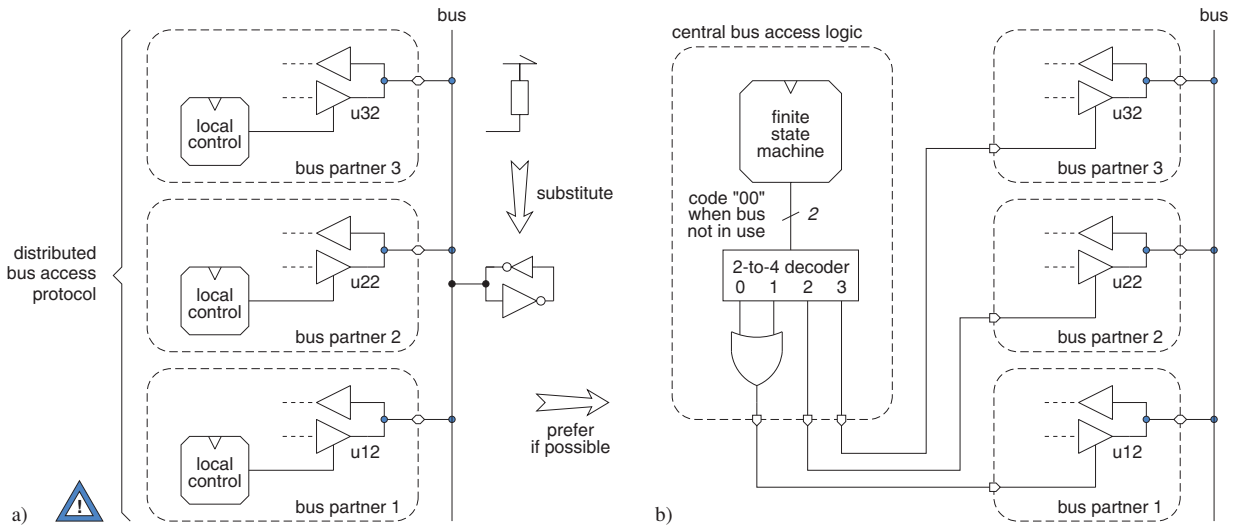 bus
u32
local
control
bus partner 3
substitute
distributed
bus access
protocol
u22
local
control
bus partner 2
prefer
if possible
u12
local
control
bus partner 1
!
a)
central bus access logic
finite
state
machine
code "00"
when bus
not in use
2
2-to-4 decoder
0 1 2 3
b)
bus
u32
bus partner 3
u22
bus partner 2
u12
bus partner 1